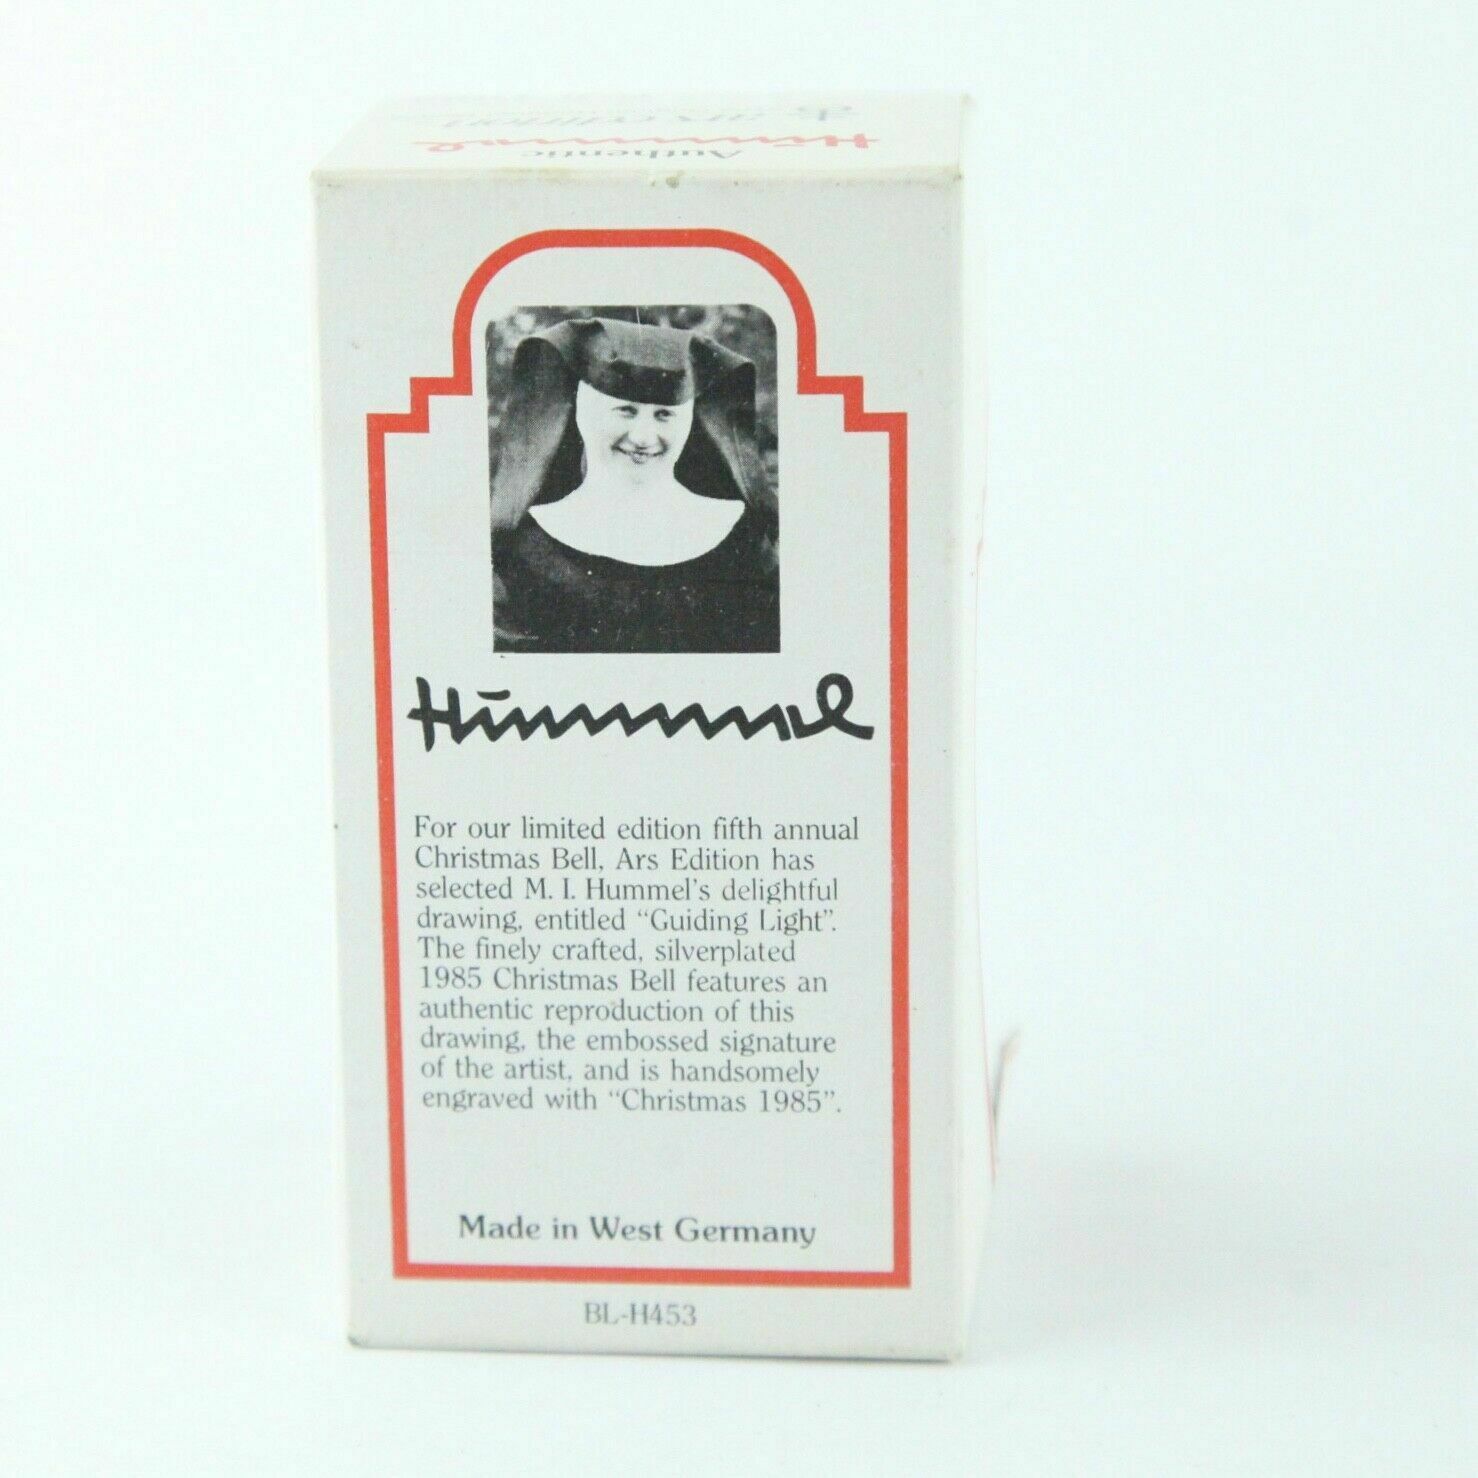 Authentic
Hummel
ars edition
Hummel
For our limited edition fifth annual
Christmas Bell, Ars Edition has
selected M. I. Hummel's delightful
drawing, entitled “Guiding Light”.
The finely crafted, silverplated
1985 Christmas Bell features an
authentic reproduction of this
drawing, the embossed signature
of the artist, and is handsomely
engraved with “Christmas 1985”.
Made in West Germany
BL-H453